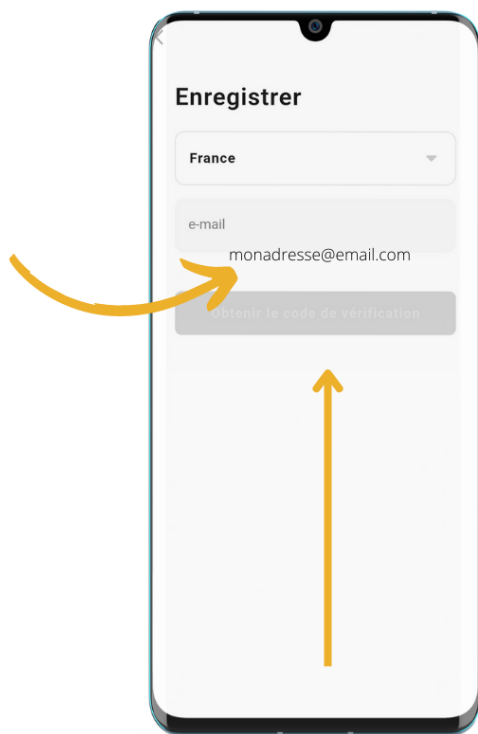 Enregistrer
France
e-mail
monadresse@email.com
Obtenir le code de vérification